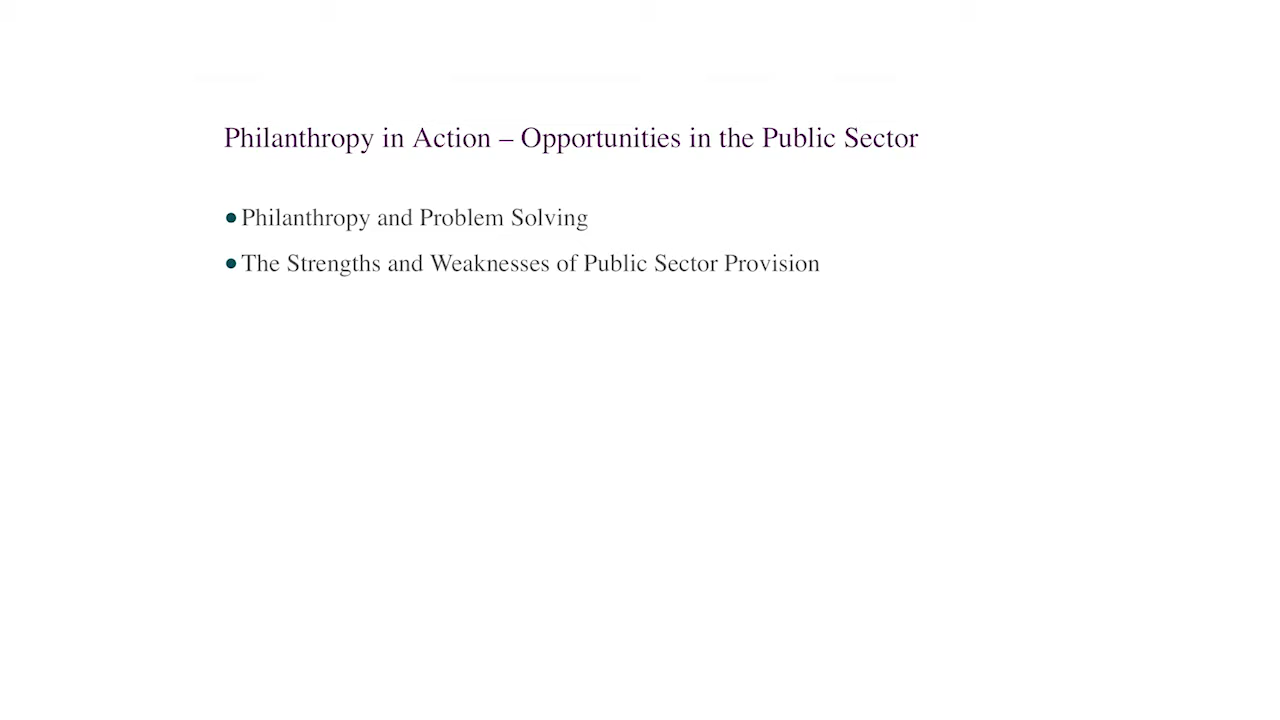 Philanthropy in Action – Opportunities in the Public Sector
● Philanthropy and Problem Solving
● The Strengths and Weaknesses of Public Sector Provision